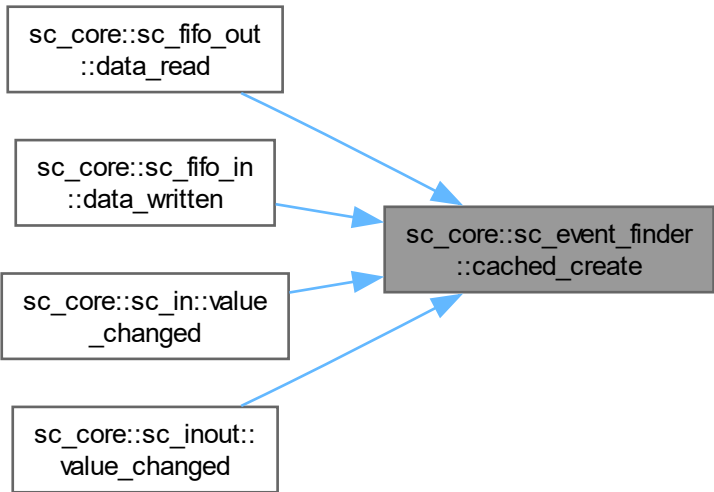 sc_core::sc_fifo_out
::data_read
sc_core::sc_fifo_in
::data_written
sc_core::sc_event_finder
::cached_create
sc_core::sc_in::value
_changed
sc_core::sc_inout::
value_changed